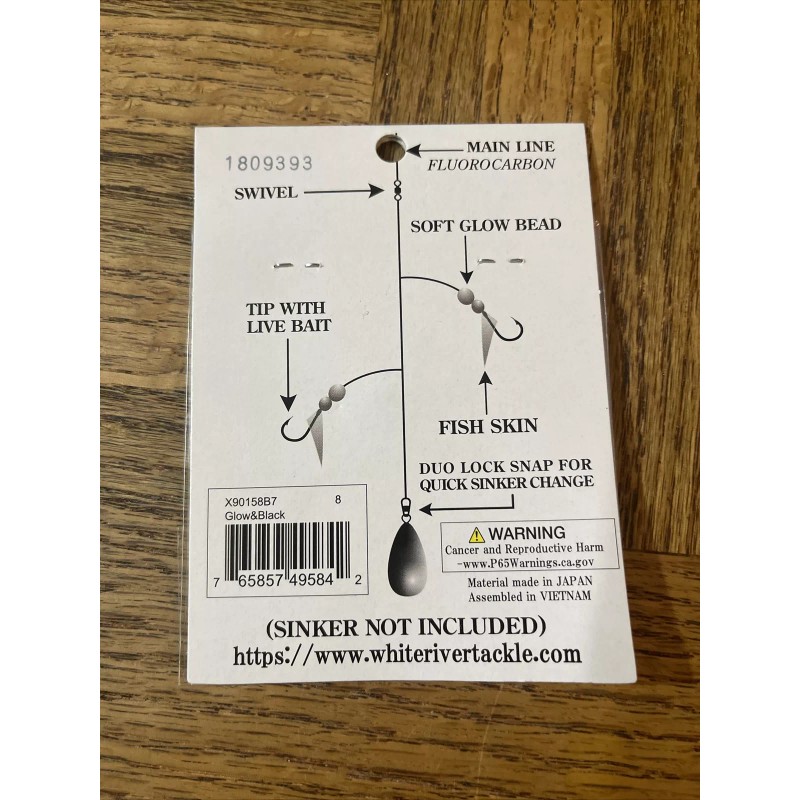 1809393
MAIN LINE
FLUOROCARBON
SWIVEL
SOFT GLOW BEAD
TIP WITH
LIVE BAIT
FISH SKIN
DUO LOCK SNAP FOR
QUICK SINKER CHANGE
X90158B7 8
Glow&Black
7 65857 49584 2
WARNING
Cancer and Reproductive Harm
-www.P65Warnings.ca.gov
Material made in JAPAN
Assembled in VIETNAM
(SINKER NOT INCLUDED)
https://www.whiterivertackle.com